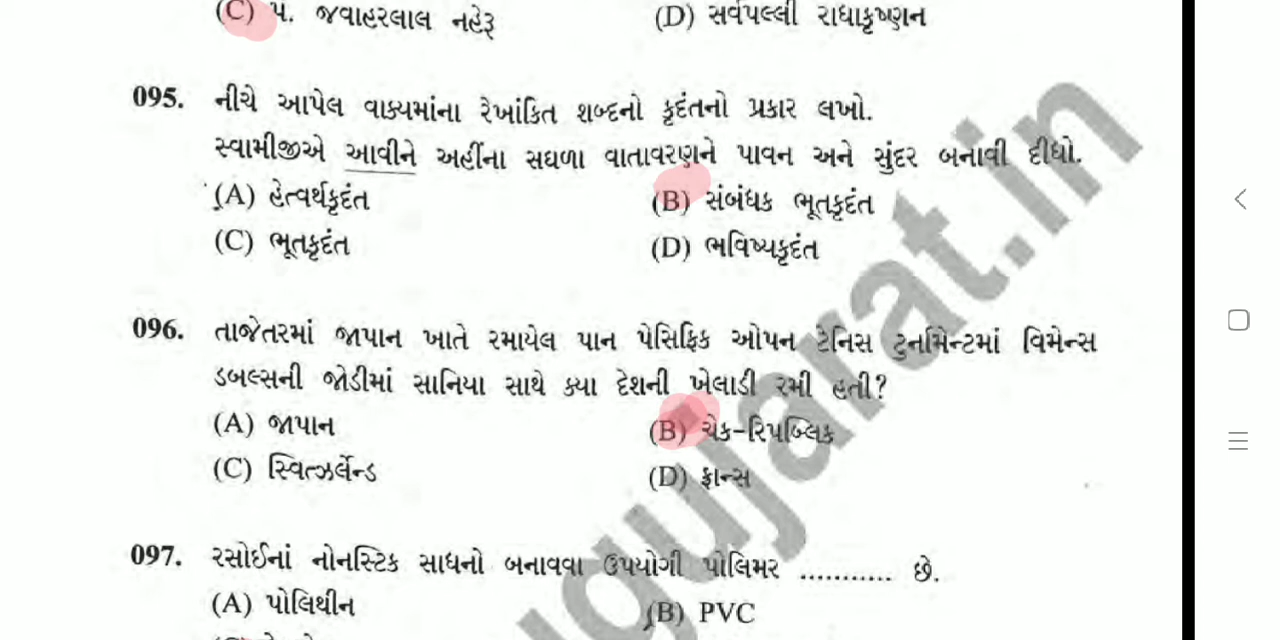 (C) પં. જવાહરલાલ નહેરૂ (D) સર્વપલ્લી રાધાકૃષ્ણન
095. નીચે આપેલ વાક્યમાંના રેખાંકિત શબ્દનો કૃદંતનો પ્રકાર લખો.
સ્વામીજીએ આવીને અહીંના સઘળા વાતાવરણને પાવન અને સુંદર બનાવી દીધો.
(A) હેત્વર્થકૃદંત (B) સંબંધક ભૂતકૃદંત
(C) ભૂતકૃદંત (D) ભવિષ્યકૃદંત
096. તાજેતરમાં જાપાન ખાતે રમાયેલ પાન પેસિફિક ઓપન ટેનિસ ટુર્નામેન્ટમાં વિમેન્સ
ડબલ્સની જોડીમાં સાનિયા સાથે ક્યા દેશની ખેલાડી રમી હતી?
(A) જાપાન (B) ચેક-રિપબ્લિક
(C) સ્વિત્ઝર્લેન્ડ (D) ફ્રાન્સ
097. રસોઈનાં નોનસ્ટિક સાધનો બનાવવા ઉપયોગી પોલિમર ........... છે.
(A) પોલિથીન (B) PVC
ugujarat.in